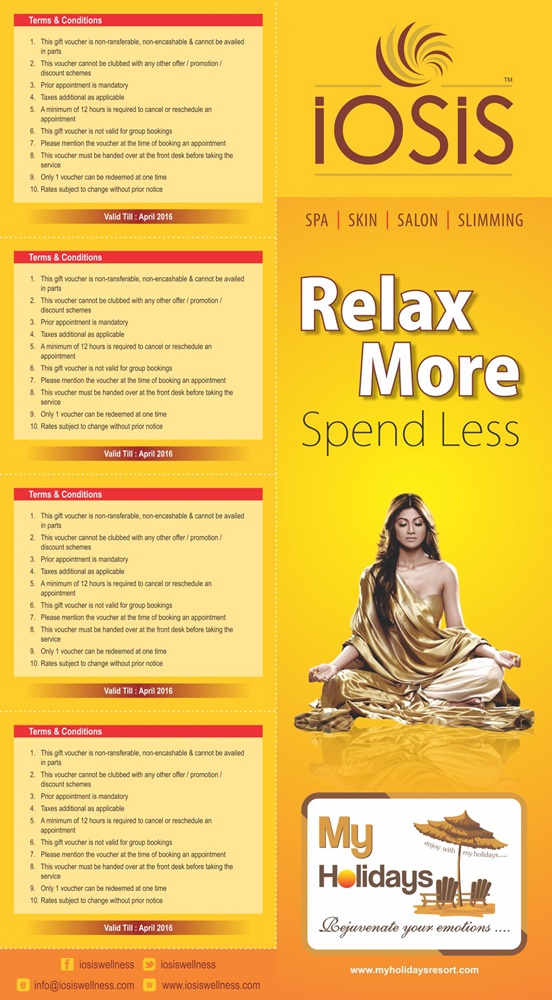 Terms & Conditions
1. This gift voucher is non-ransferable, non-encashable & cannot be availed
in parts
2. This voucher cannot be clubbed with any other offer / promotion /
discount schemes
3. Prior appointment is mandatory
4. Taxes additional as applicable
5. A minimum of 12 hours is required to cancel or reschedule an
appointment
6. This gift voucher is not valid for group bookings
7. Please mention the voucher at the time of booking an appointment
8. This voucher must be handed over at the front desk before taking the
service
9. Only 1 voucher can be redeemed at one time
10. Rates subject to change without prior notice
Valid Till : April 2016
Terms & Conditions
1. This gift voucher is non-ransferable, non-encashable & cannot be availed
in parts
2. This voucher cannot be clubbed with any other offer / promotion /
discount schemes
3. Prior appointment is mandatory
4. Taxes additional as applicable
5. A minimum of 12 hours is required to cancel or reschedule an
appointment
6. This gift voucher is not valid for group bookings
7. Please mention the voucher at the time of booking an appointment
8. This voucher must be handed over at the front desk before taking the
service
9. Only 1 voucher can be redeemed at one time
10. Rates subject to change without prior notice
Valid Till : April 2016
Terms & Conditions
1. This gift voucher is non-ransferable, non-encashable & cannot be availed
in parts
2. This voucher cannot be clubbed with any other offer / promotion /
discount schemes
3. Prior appointment is mandatory
4. Taxes additional as applicable
5. A minimum of 12 hours is required to cancel or reschedule an
appointment
6. This gift voucher is not valid for group bookings
7. Please mention the voucher at the time of booking an appointment
8. This voucher must be handed over at the front desk before taking the
service
9. Only 1 voucher can be redeemed at one time
10. Rates subject to change without prior notice
Valid Till : April 2016
Terms & Conditions
1. This gift voucher is non-ransferable, non-encashable & cannot be availed
in parts
2. This voucher cannot be clubbed with any other offer / promotion /
discount schemes
3. Prior appointment is mandatory
4. Taxes additional as applicable
5. A minimum of 12 hours is required to cancel or reschedule an
appointment
6. This gift voucher is not valid for group bookings
7. Please mention the voucher at the time of booking an appointment
8. This voucher must be handed over at the front desk before taking the
service
9. Only 1 voucher can be redeemed at one time
10. Rates subject to change without prior notice
Valid Till : April 2016
f iosiswellness iosiswellness
e info@iosiswellness.com w www.iosiswellness.com
TM
iOSiS
SPA | SKIN | SALON | SLIMMING
Relax
More
Spend Less
My
Holidays
enjoy with my holidays.....
Rejuvenate your emotions ....
www.myholidaysresort.com